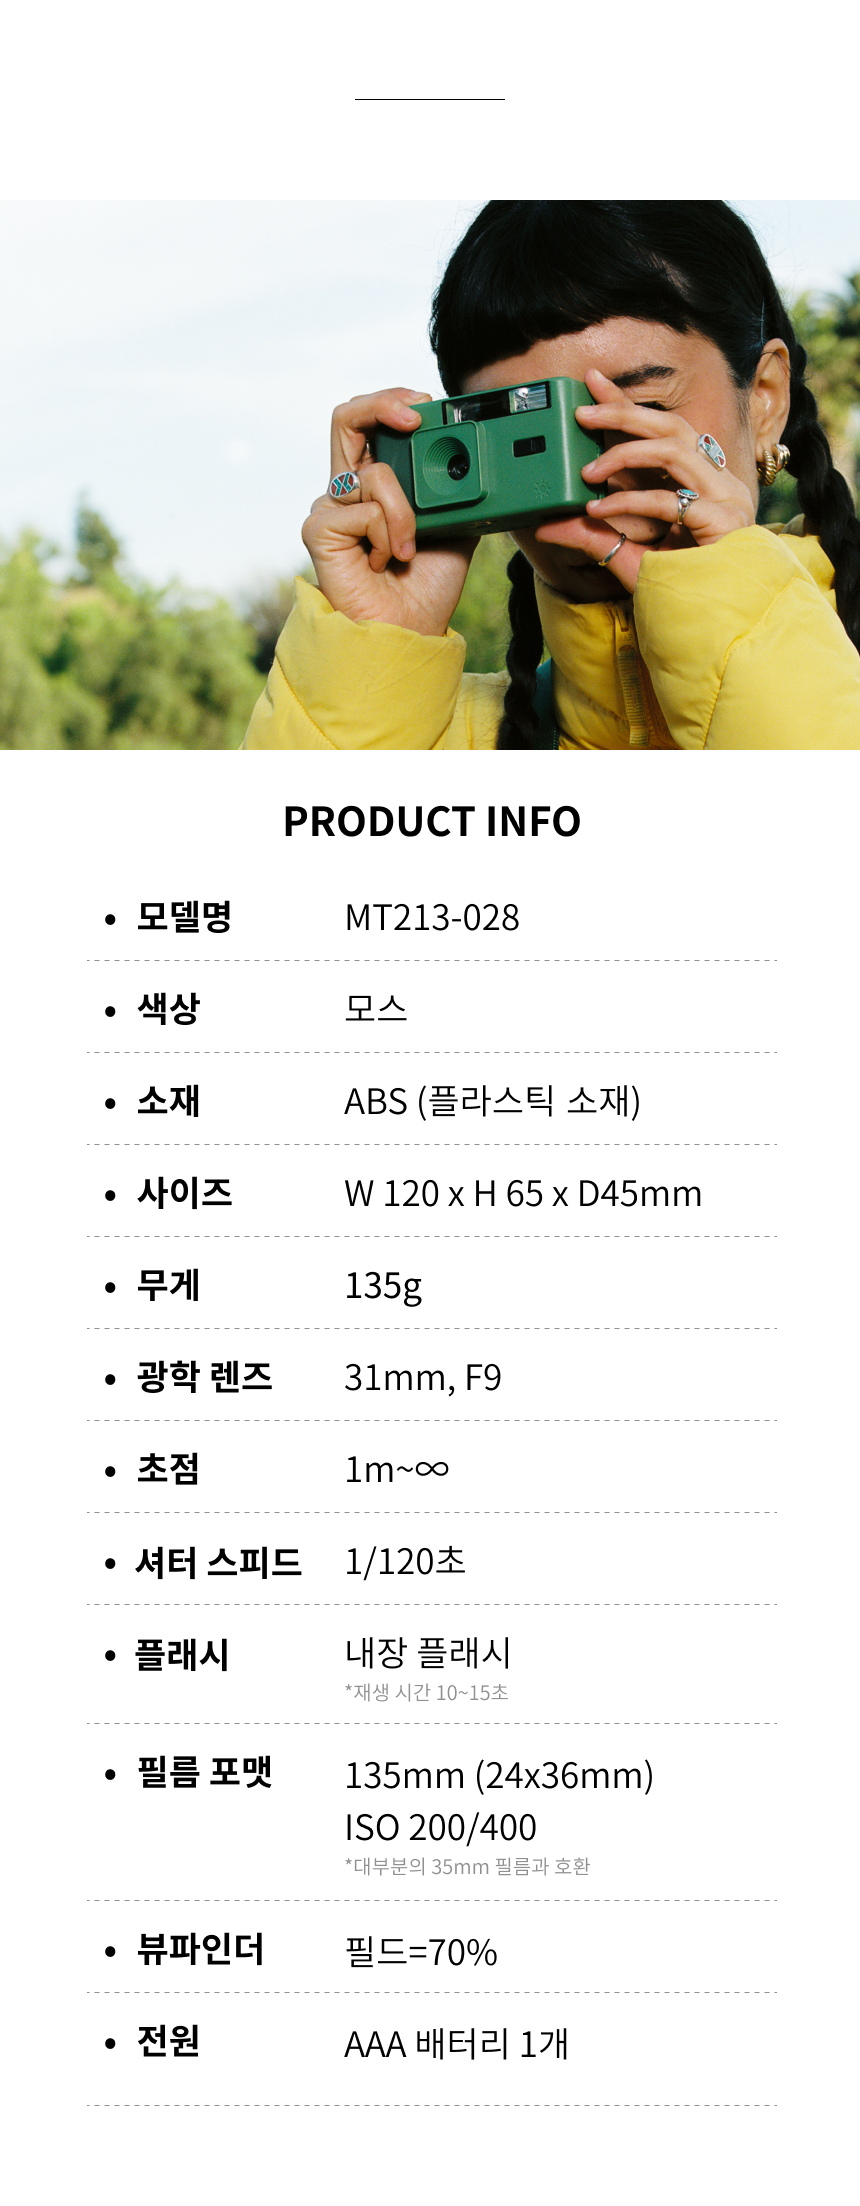 PRODUCT INFO
• 모델명 MT213-028
• 색상 모스
• 소재 ABS (플라스틱 소재)
• 사이즈 W 120 x H 65 x D45mm
• 무게 135g
• 광학 렌즈 31mm, F9
• 초점 1m~∞
• 셔터 스피드 1/120초
• 플래시 내장 플래시
*재생 시간 10~15초
• 필름 포맷 135mm (24x36mm)
ISO 200/400
*대부분의 35mm 필름과 호환
• 뷰파인더 필드=70%
• 전원 AAA 배터리 1개